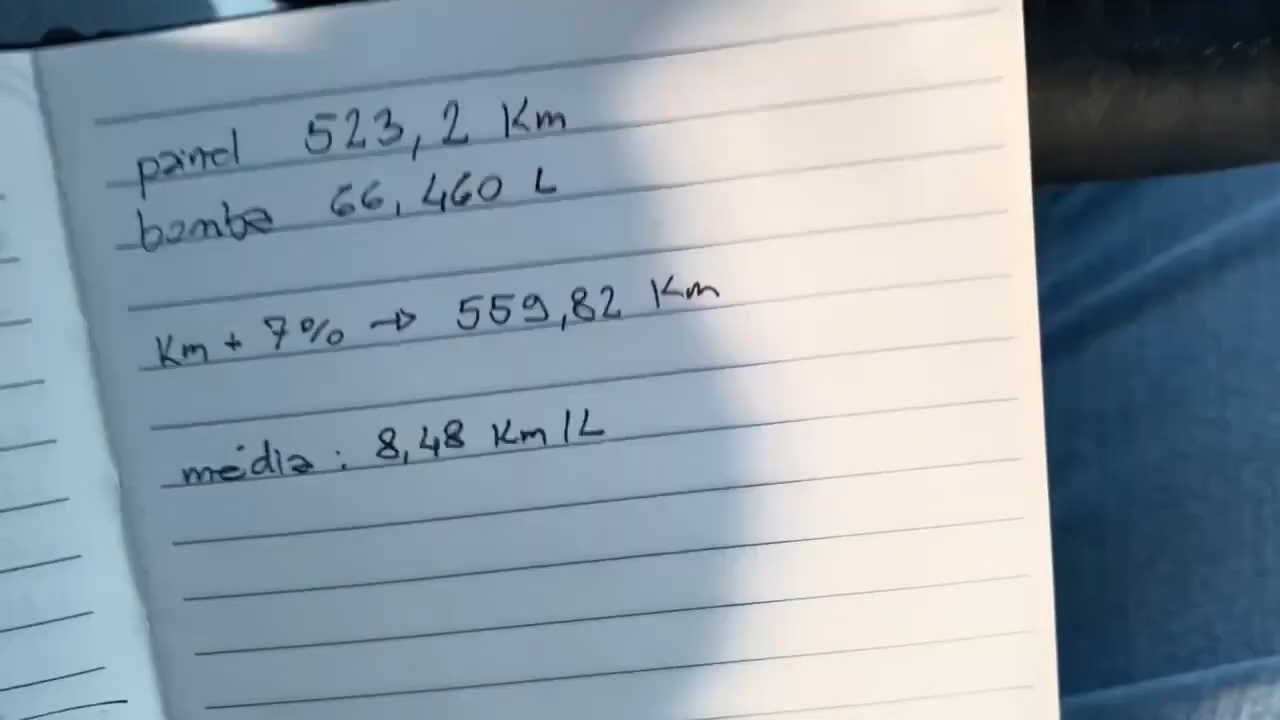 painel 523,2 Km
bomba 66,460 L
Km + 7% → 559,82 Km
média: 8,48 Km/L